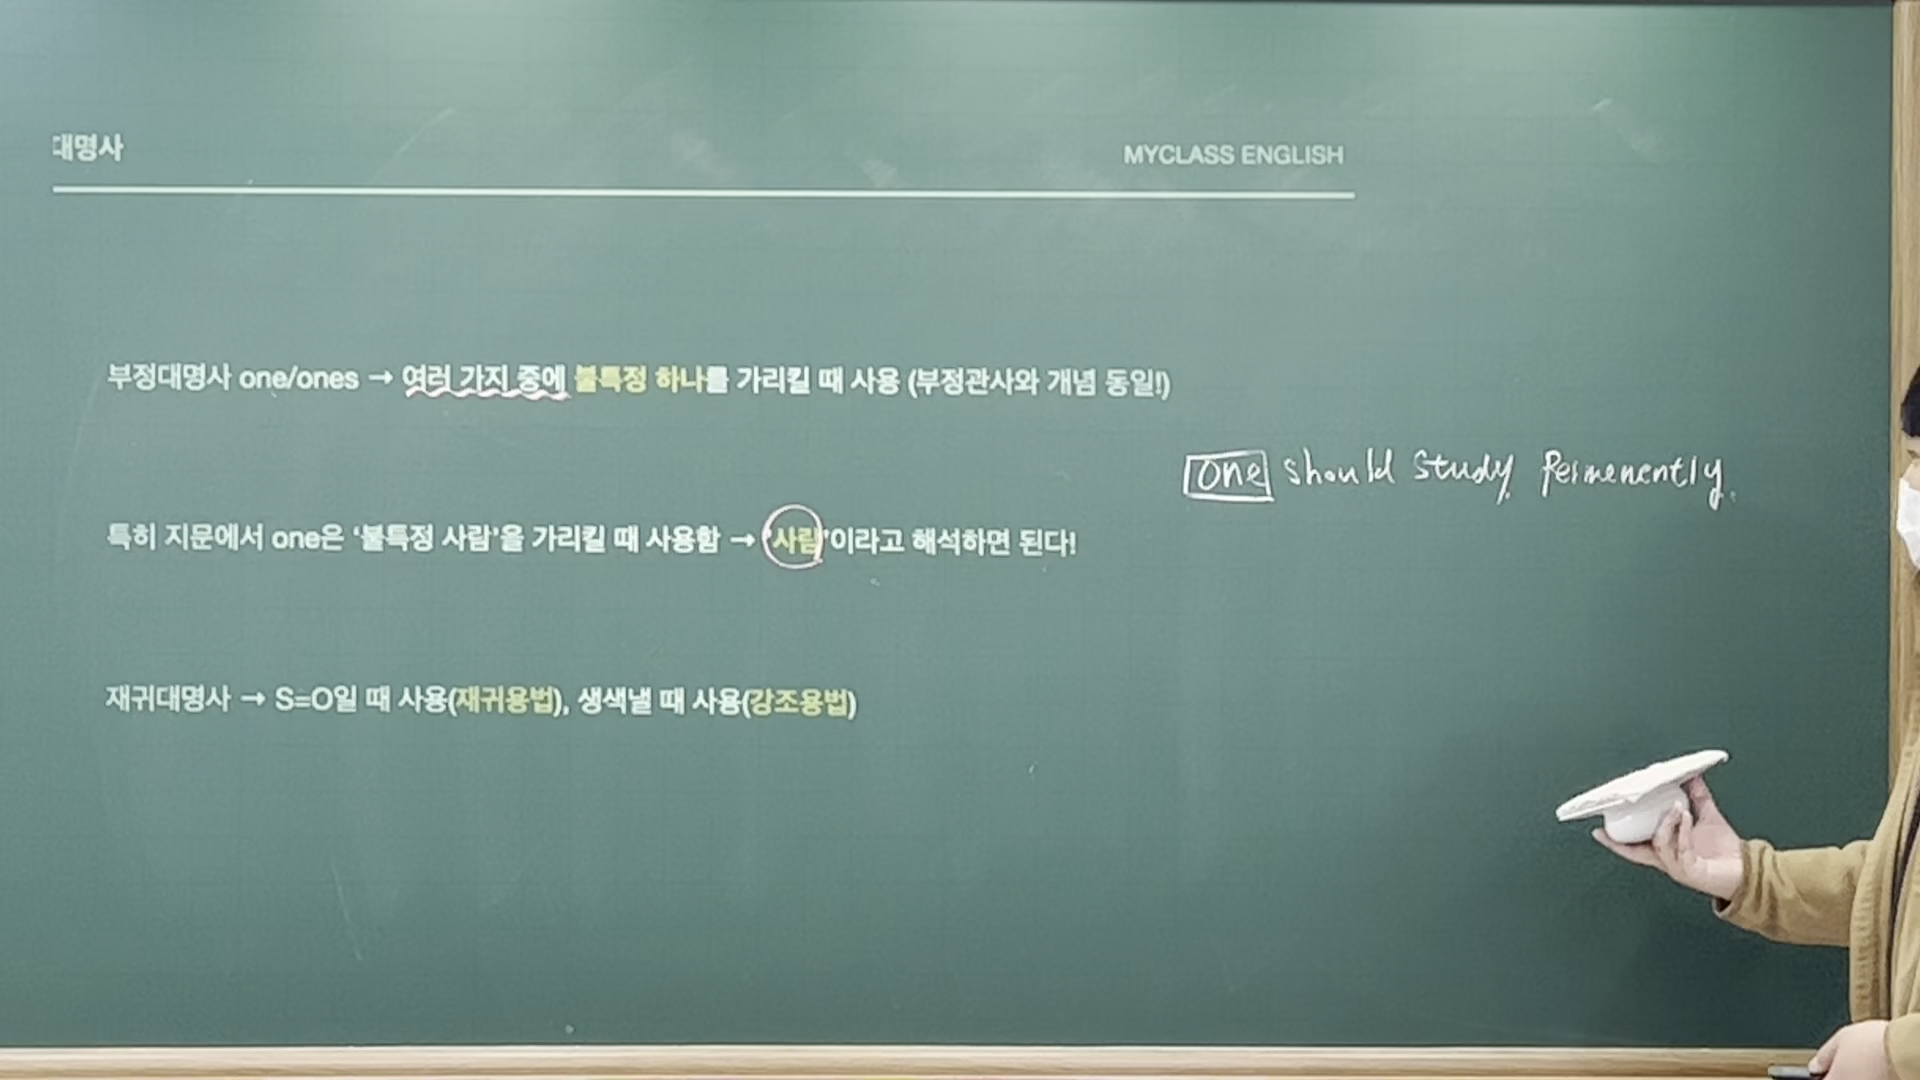 대명사
MYCLASS ENGLISH
부정대명사 one/ones → 여러 가지 중에 불특정 하나를 가리킬 때 사용 (부정관사와 개념 동일!)
One should study Permenently.
특히 지문에서 one은 ‘불특정 사람’을 가리킬 때 사용함 → ‘사람’이라고 해석하면 된다!
재귀대명사 → S=O일 때 사용(재귀용법), 생색낼 때 사용(강조용법)